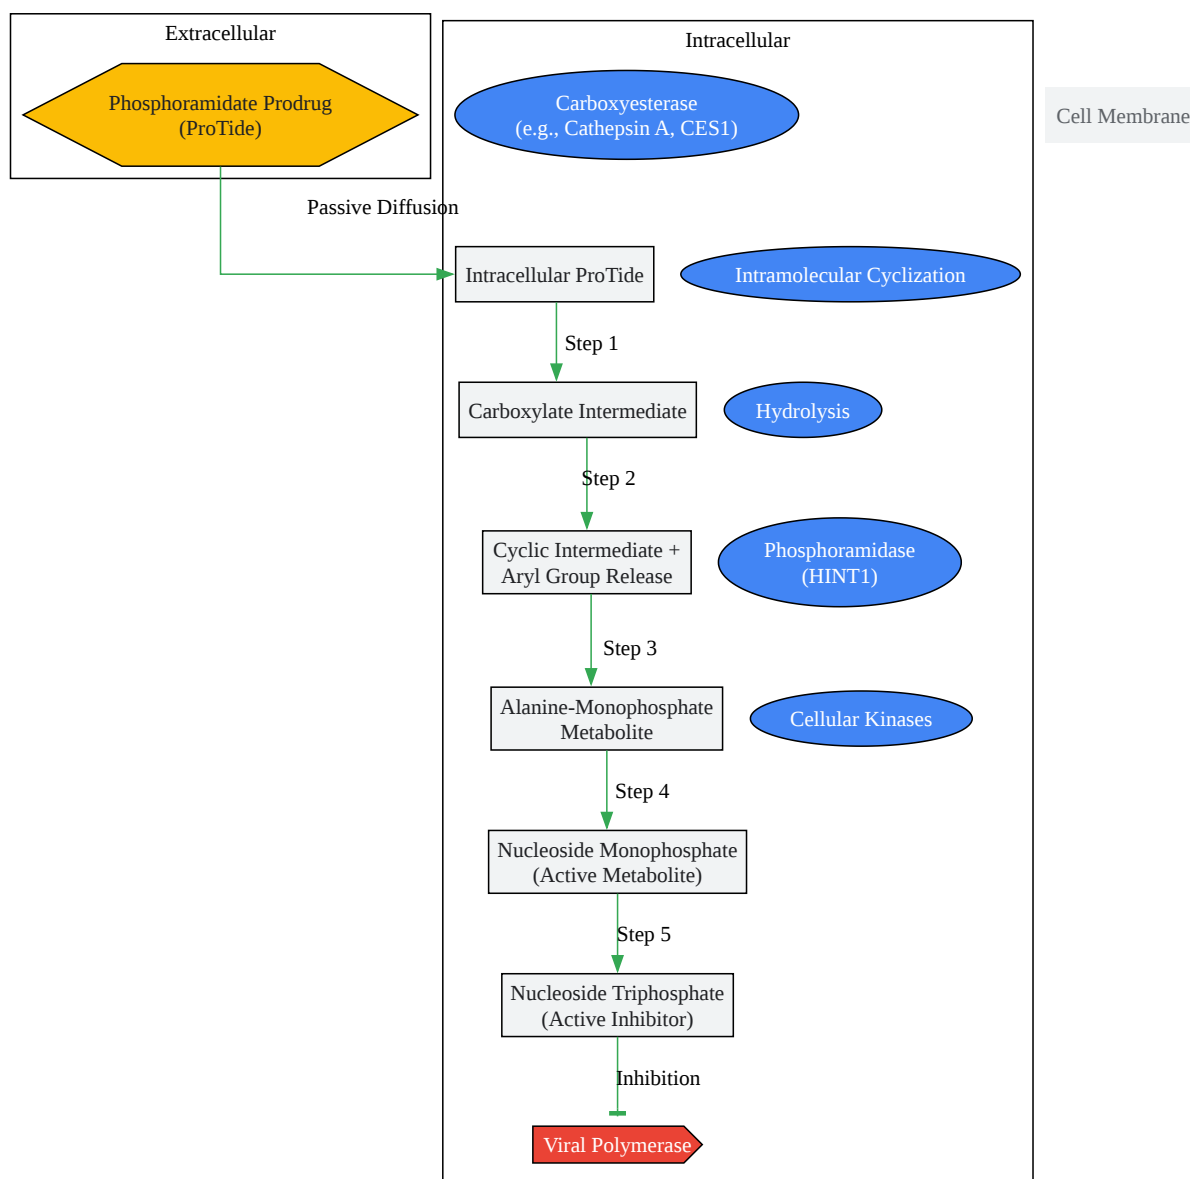 Extracellular
Phosphoramidate Prodrug
(ProTide)
Passive Diffusion
Intracellular
Carboxyesterase
(e.g., Cathepsin A, CES1)
Cell Membrane
Intracellular ProTide
Intramolecular Cyclization
Step 1
Carboxylate Intermediate
Hydrolysis
Step 2
Cyclic Intermediate +
Aryl Group Release
Phosphoramidase
(HINT1)
Step 3
Alanine-Monophosphate
Metabolite
Cellular Kinases
Step 4
Nucleoside Monophosphate
(Active Metabolite)
Step 5
Nucleoside Triphosphate
(Active Inhibitor)
Inhibition
Viral Polymerase